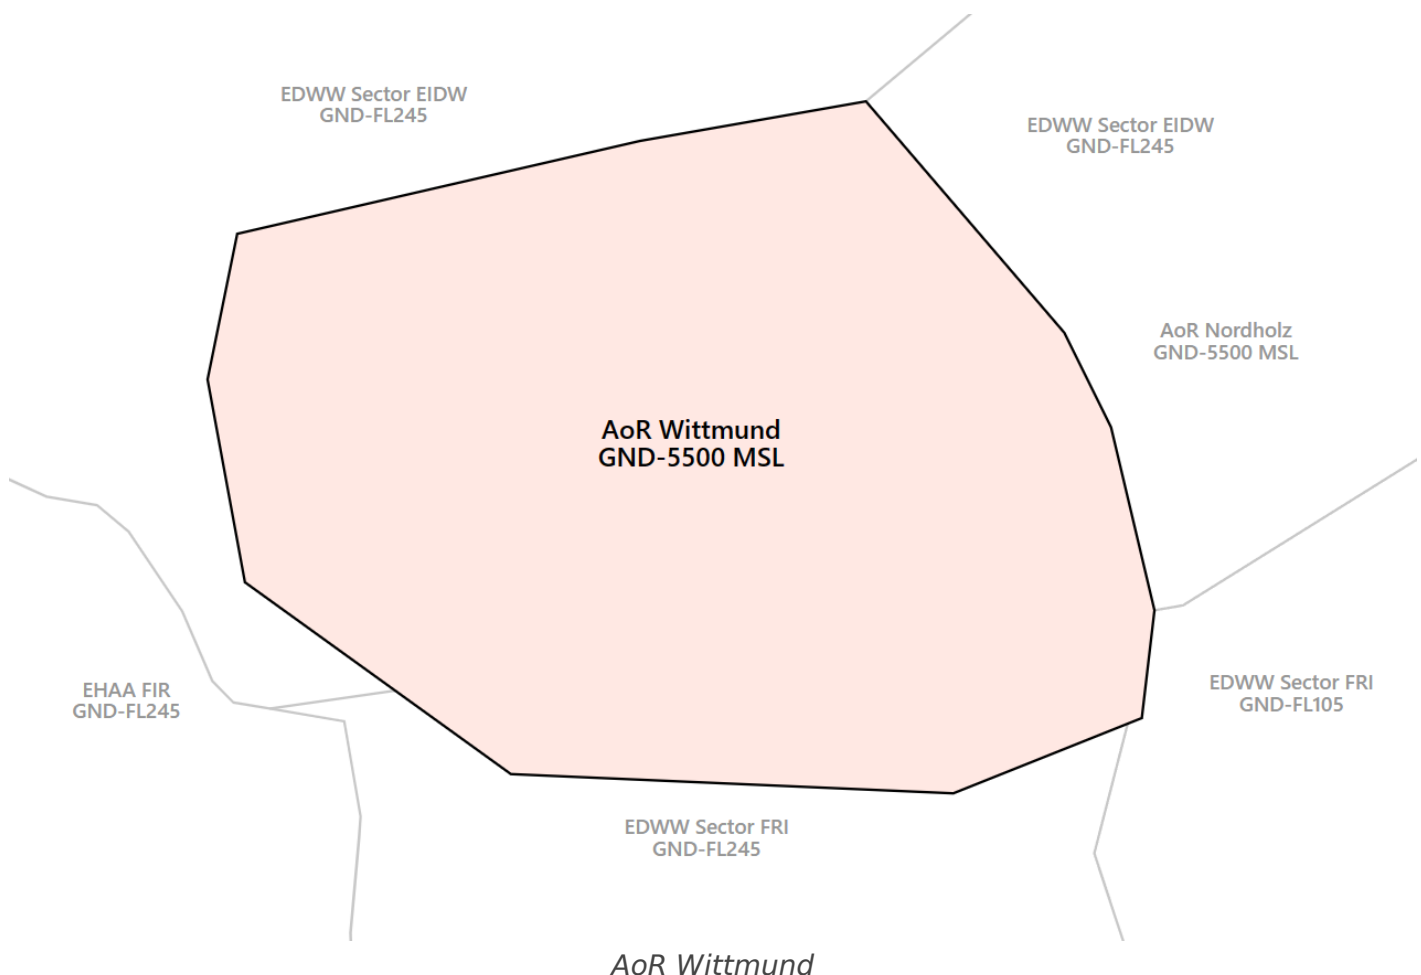 EDWW Sector EIDW
GND-FL245
EDWW Sector EIDW
GND-FL245
AoR Nordholz
GND-5500 MSL
AoR Wittmund
GND-5500 MSL
EHAA FIR
GND-FL245
EDWW Sector FRI
GND-FL105
EDWW Sector FRI
GND-FL245
AoR Wittmund